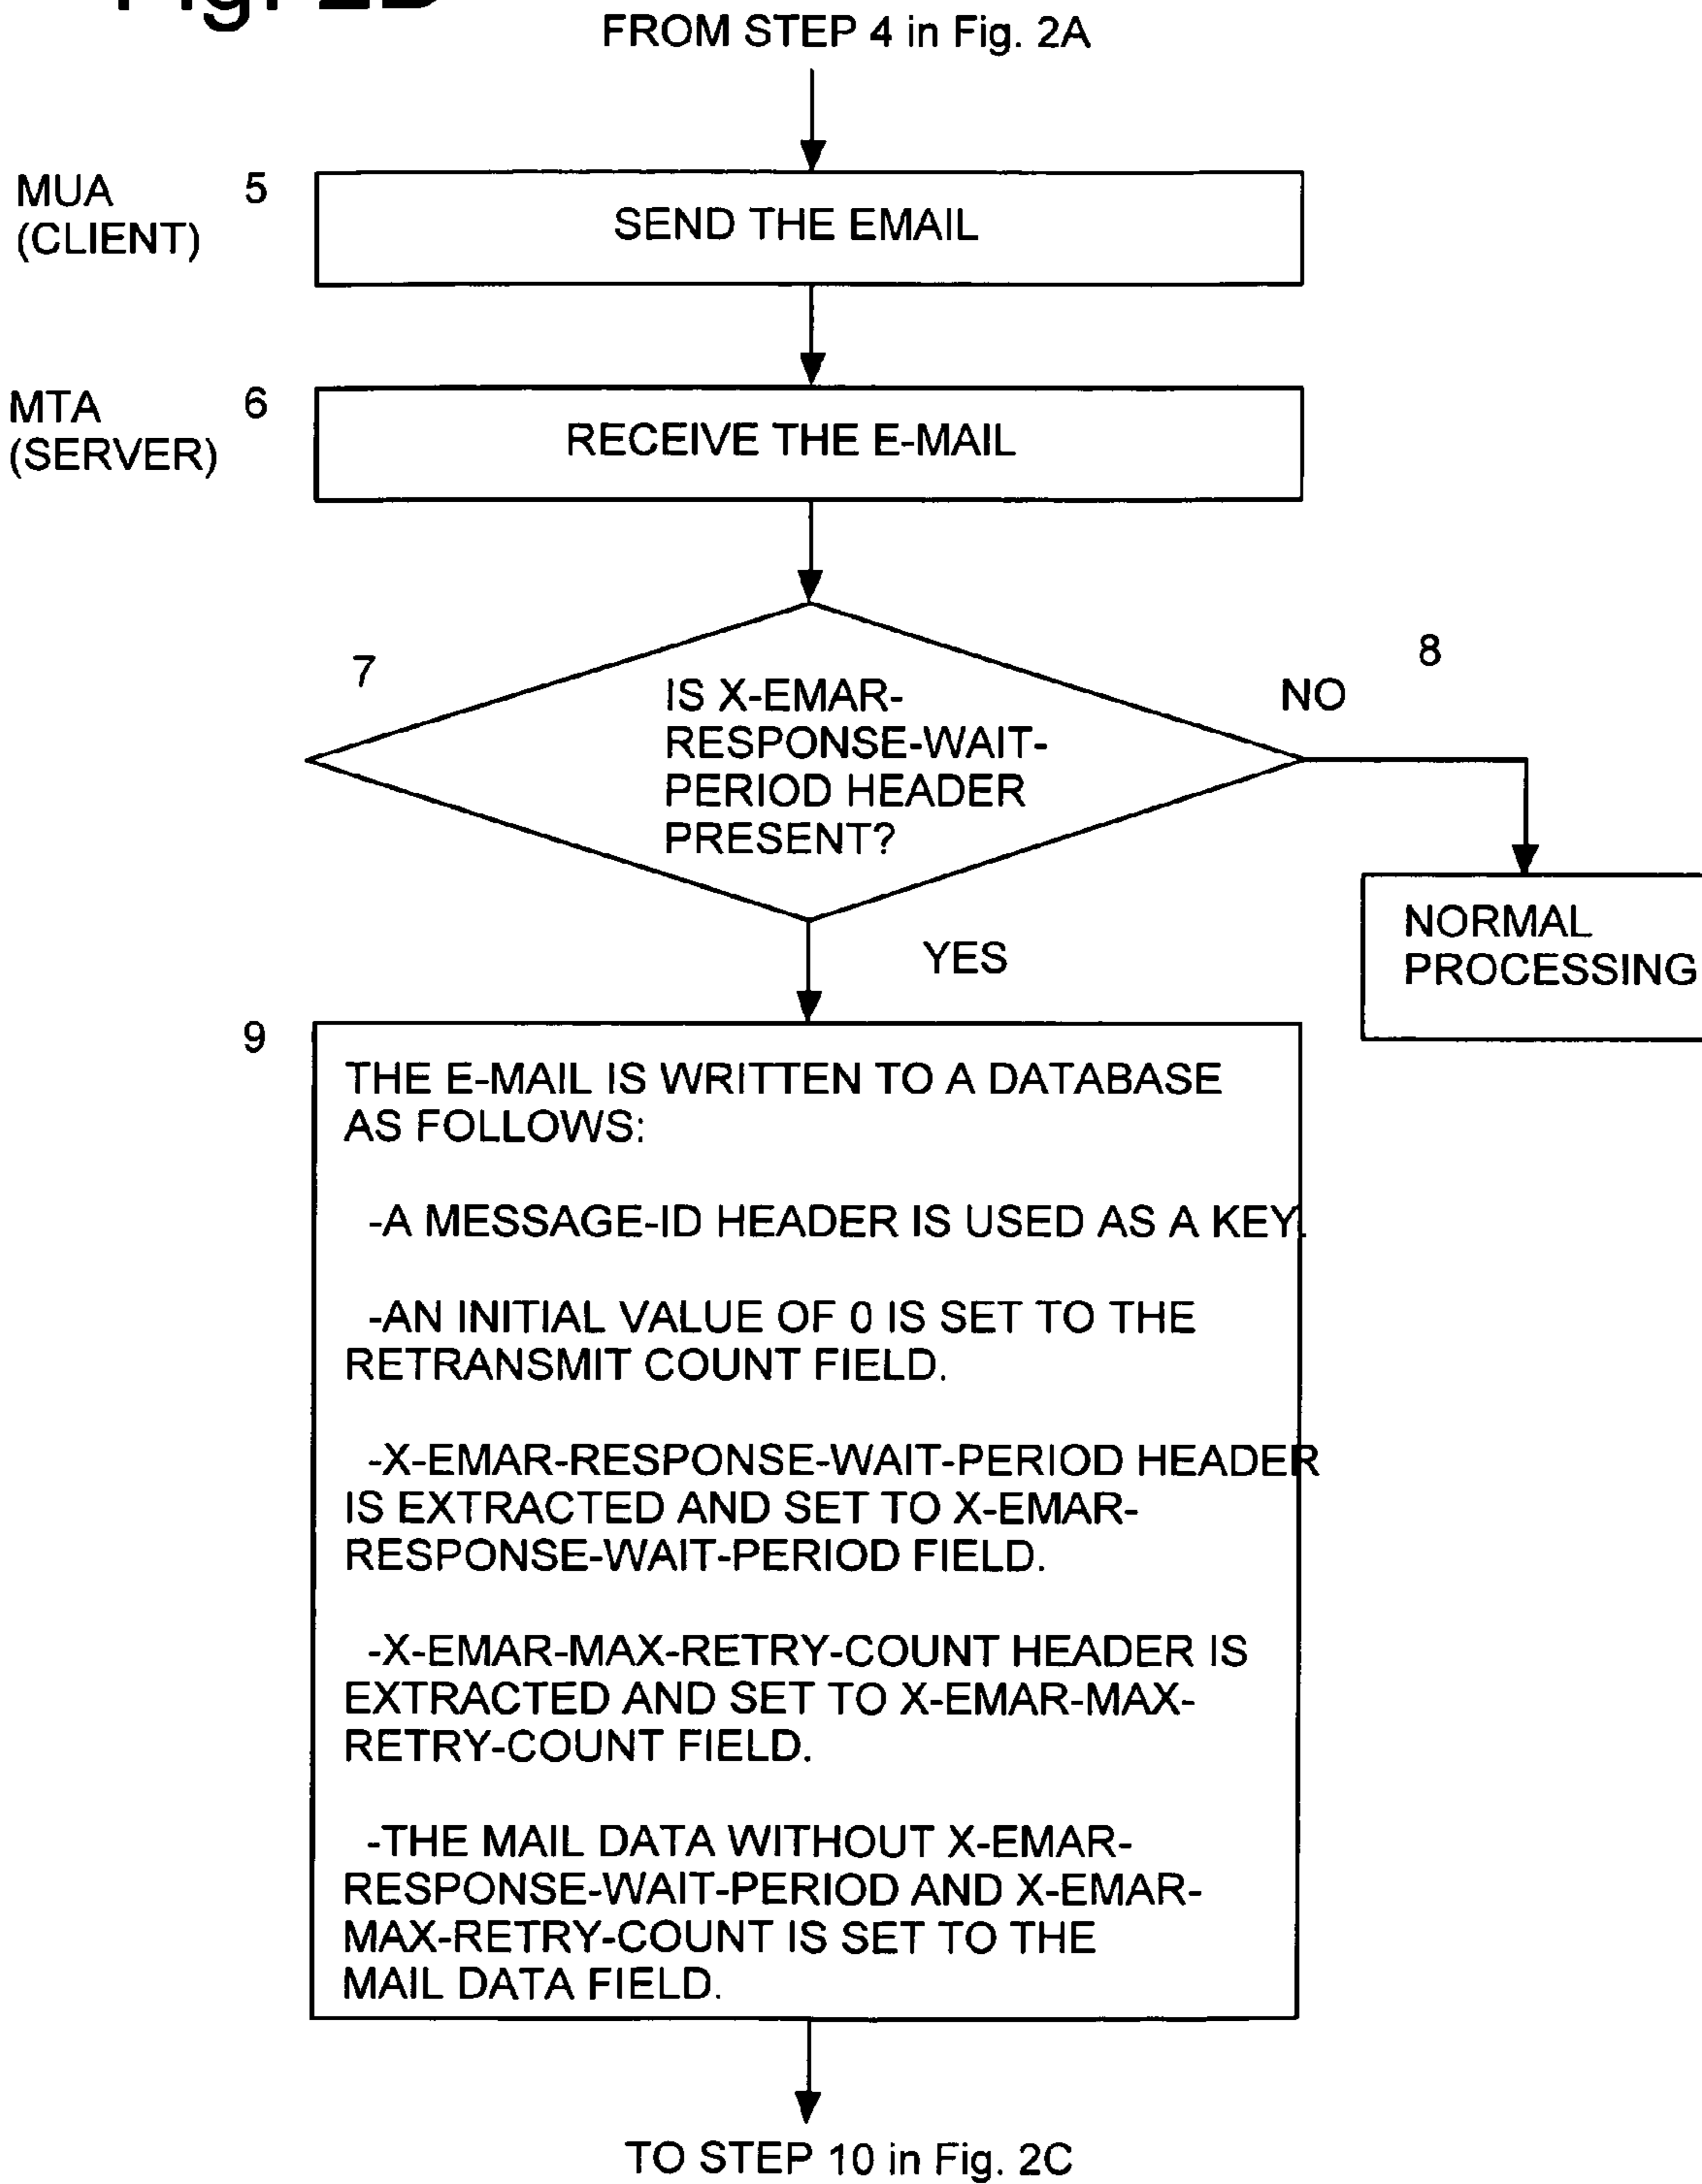 Fig. 2B
FROM STEP 4 in Fig. 2A
MUA
(CLIENT)
5
SEND THE EMAIL
MTA
(SERVER)
6
RECEIVE THE E-MAIL
7
IS X-EMAR-
RESPONSE-WAIT-
PERIOD HEADER
PRESENT?
NO
8
NORMAL
PROCESSING
YES
9
THE E-MAIL IS WRITTEN TO A DATABASE
AS FOLLOWS:
-A MESSAGE-ID HEADER IS USED AS A KEY.
-AN INITIAL VALUE OF 0 IS SET TO THE
RETRANSMIT COUNT FIELD.
-X-EMAR-RESPONSE-WAIT-PERIOD HEADER
IS EXTRACTED AND SET TO X-EMAR-
RESPONSE-WAIT-PERIOD FIELD.
-X-EMAR-MAX-RETRY-COUNT HEADER IS
EXTRACTED AND SET TO X-EMAR-MAX-
RETRY-COUNT FIELD.
-THE MAIL DATA WITHOUT X-EMAR-
RESPONSE-WAIT-PERIOD AND X-EMAR-
MAX-RETRY-COUNT IS SET TO THE
MAIL DATA FIELD.
TO STEP 10 in Fig. 2C